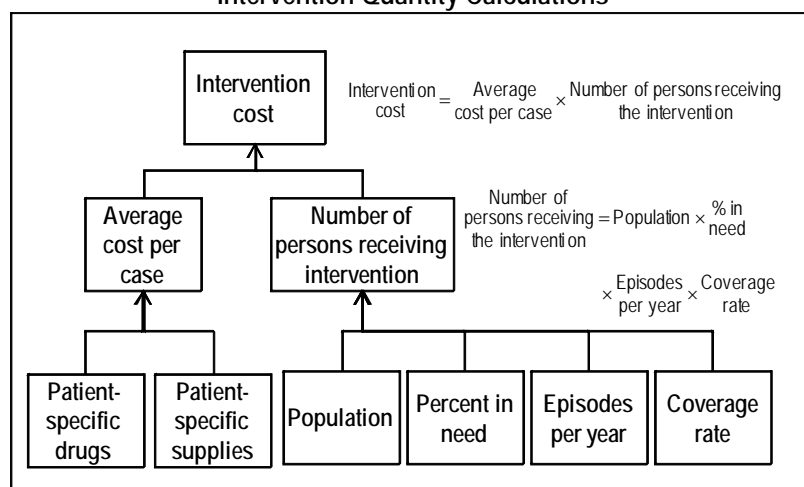 Intervention Quantity Calculations
Intervention
cost
Intervention
cost
= Average
cost per case
× Number of persons receiving
the intervention
Average
cost per
case
Number of
persons receiving
intervention
Number of
persons receiving
the intervention
= Population × % in
need
× Episodes
per year
× Coverage
rate
Patient-
specific
drugs
Patient-
specific
supplies
Population
Percent in
need
Episodes
per year
Coverage
rate